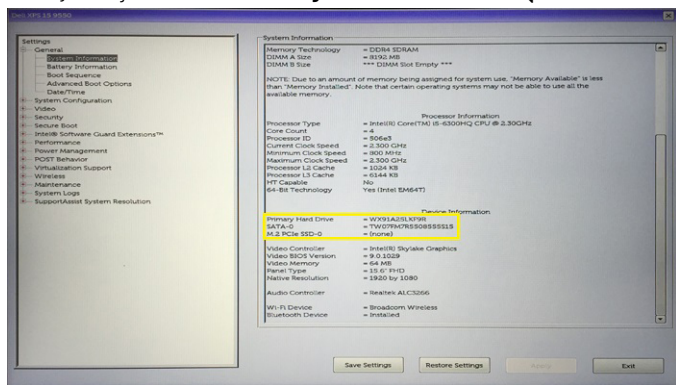 Dell XPS 15 9550
Settings
General
System Information
Battery Information
Boot Sequence
Advanced Boot Options
Date/Time
System Configuration
Video
Security
Secure Boot
Intel® Software Guard Extensions™
Performance
Power Management
POST Behavior
Virtualization Support
Wireless
Maintenance
System Logs
SupportAssist System Resolution
System Information
Memory Technology = DDR4 SDRAM
DIMM A Size = 8192 MB
DIMM B Size *** DIMM Slot Empty ***
NOTE: Due to an amount of memory being assigned for system use, "Memory Available" is less
than "Memory Installed". Note that certain operating systems may not be able to use all the
available memory.
Processor Information
Processor Type = Intel(R) Core(TM) i5-6300HQ CPU @ 2.30GHz
Core Count = 4
Processor ID = 506e3
Current Clock Speed = 2.300 GHz
Minimum Clock Speed = 800 MHz
Maximum Clock Speed = 2.300 GHz
Processor L2 Cache = 1024 KB
Processor L3 Cache = 6144 KB
HT Capable No
64-Bit Technology Yes (Intel EM64T)
Device Information
Primary Hard Drive = WX91A25LKP9R
SATA-0 = TW07FM7R5508555S15
M.2 PCIe SSD-0 = (none)
Video Controller = Intel(R) Skylake Graphics
Video BIOS Version = 9.0.1029
Video Memory = 64 MB
Panel Type = 15.6" FHD
Native Resolution = 1920 by 1080
Audio Controller = Realtek ALC3266
Wi-Fi Device = Broadcom Wireless
Bluetooth Device = Installed
Save Settings
Restore Settings
Apply
Exit